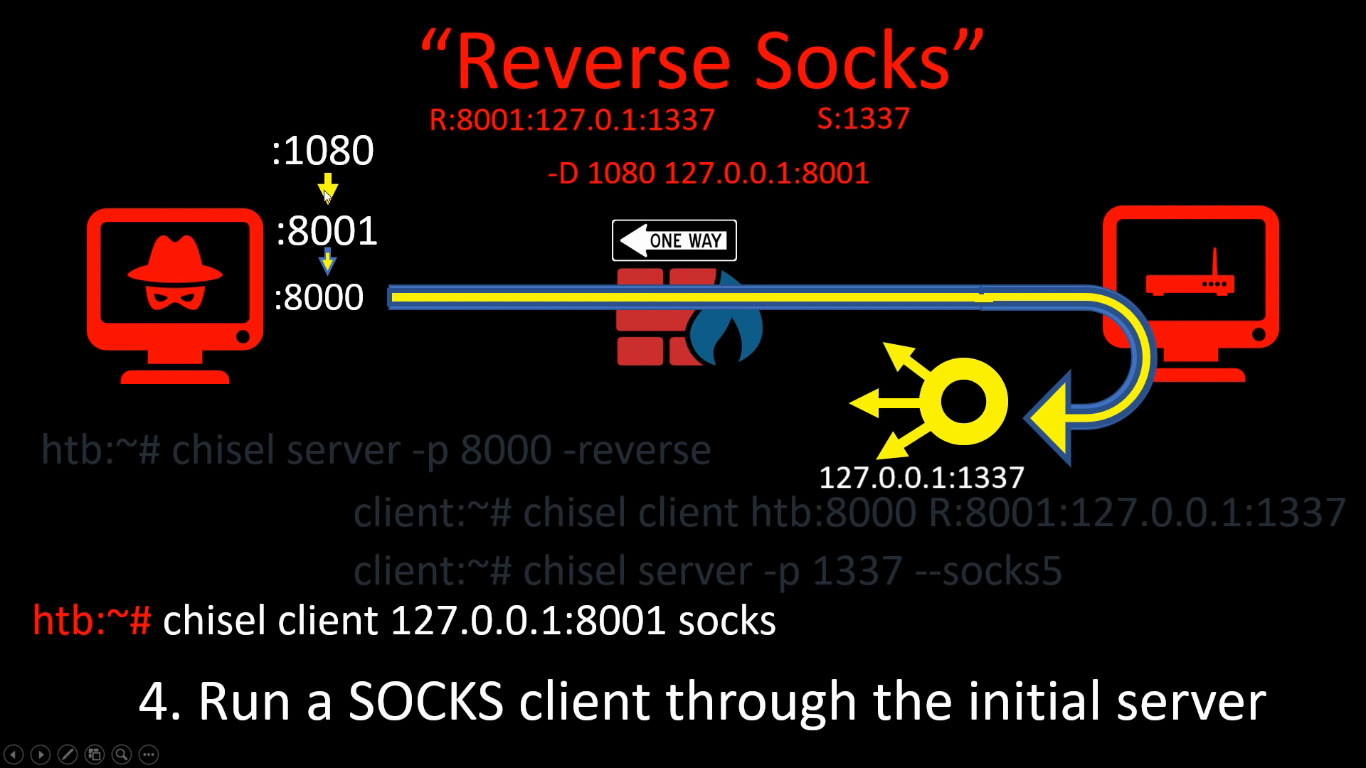 “Reverse Socks”
R:8001:127.0.1:1337 S:1337
-D 1080 127.0.0.1:8001
:1080
:8001
:8000
ONE WAY
127.0.0.1:1337
htb:~# chisel server -p 8000 -reverse
client:~# chisel client htb:8000 R:8001:127.0.0.1:1337
client:~# chisel server -p 1337 --socks5
htb:~# chisel client 127.0.0.1:8001 socks
4. Run a SOCKS client through the initial server